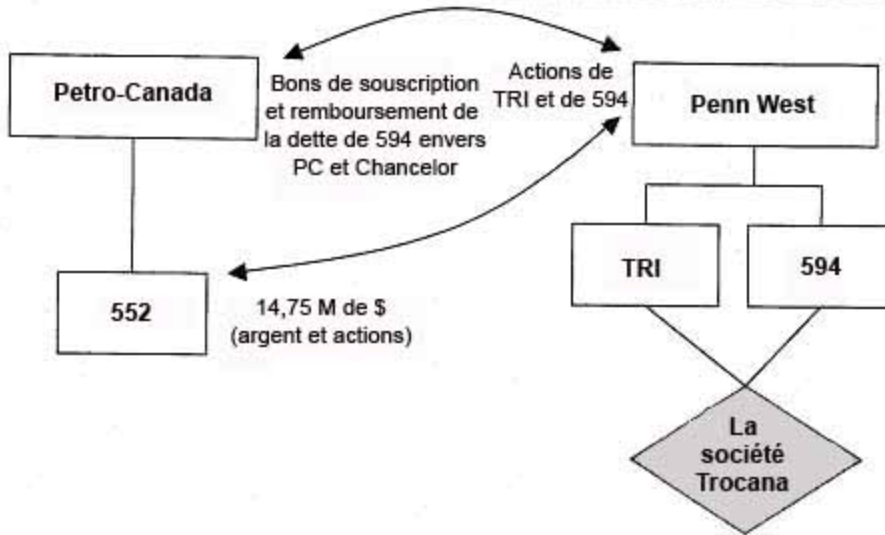 Petro-Canada
Bons de souscription
et remboursement de
la dette de 594 envers
PC et Chancelor
Actions de
TRI et de 594
Penn West
TRI
594
552
14,75 M de $
(argent et actions)
La
société
Trocana